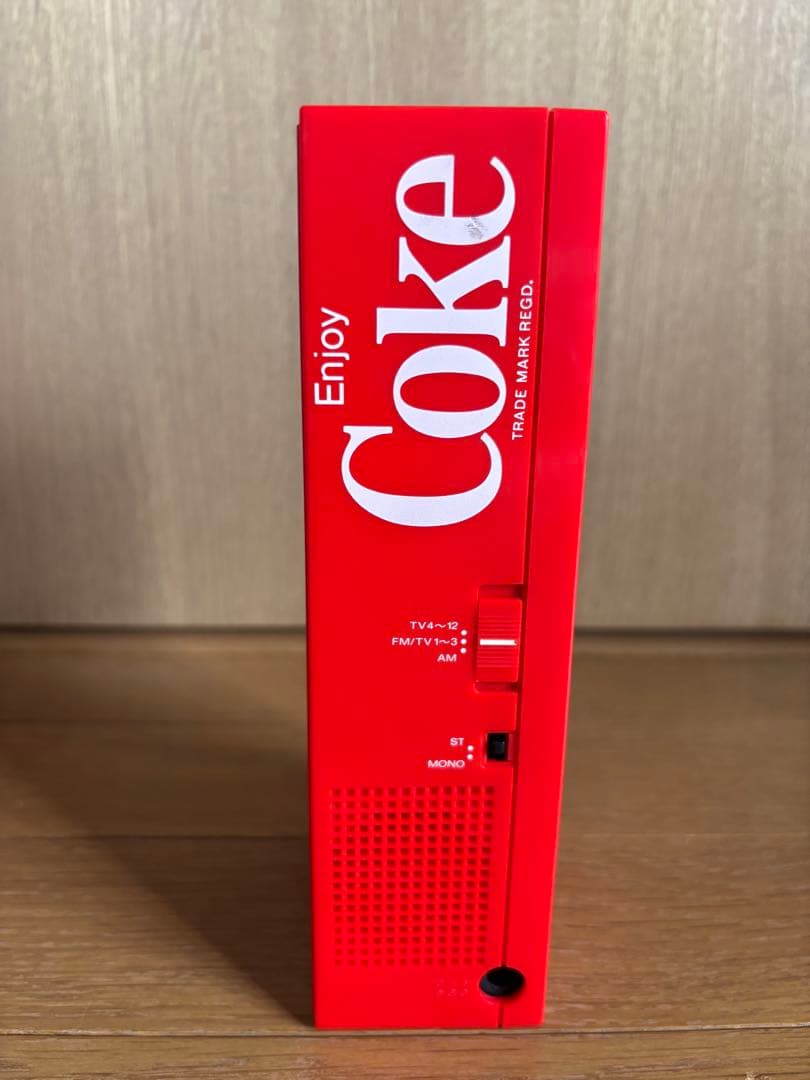 Enjoy
Coke
TRADE MARK REGD.
TV4～12
FM/TV1～3
AM
ST
MONO